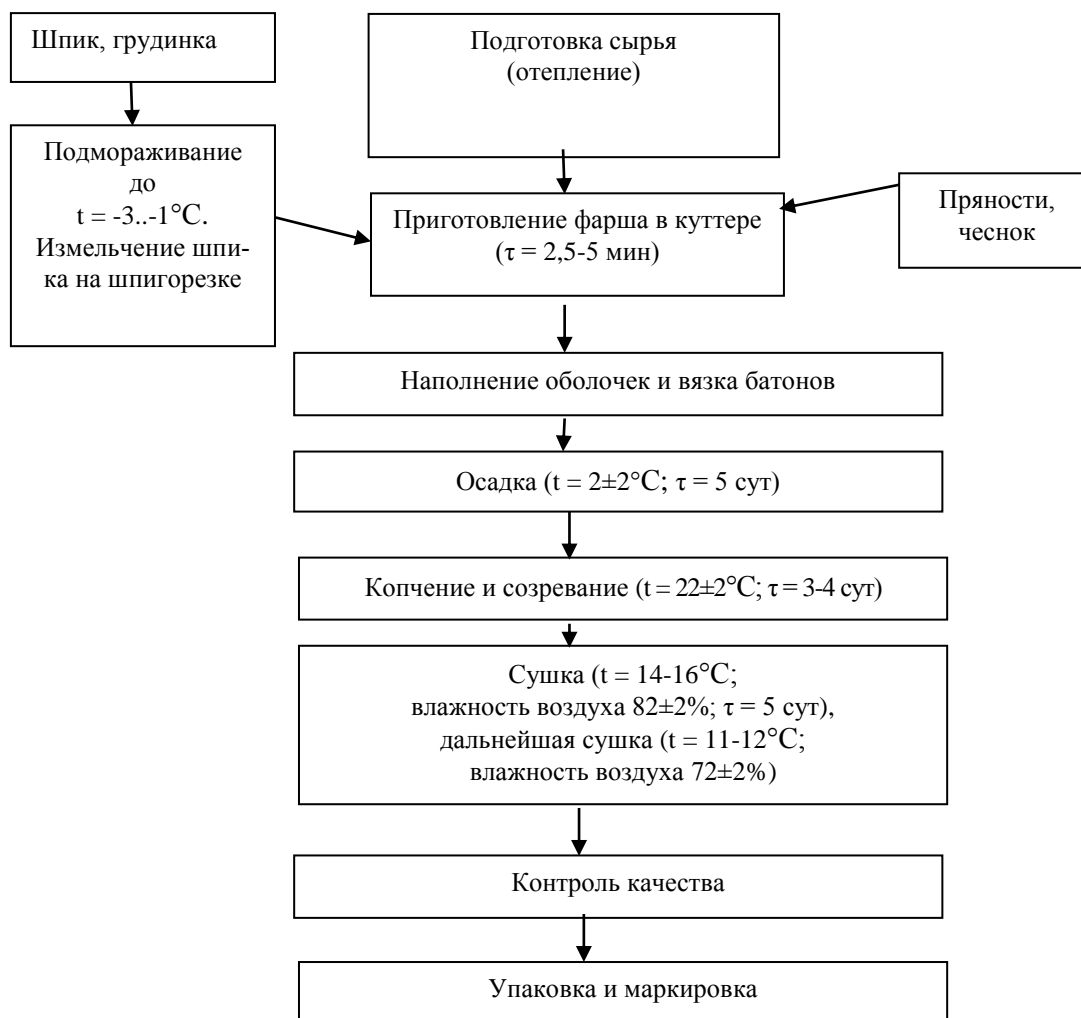 Шпик, грудинка
Подготовка сырья
(отепление)
Подмораживание
до
t = -3..-1°С.
Измельчение шпи-
ка на шпигорезке
Приготовление фарша в куттере
(τ = 2,5-5 мин)
Пряности,
чеснок
Наполнение оболочек и вязка батонов
Осадка (t = 2±2°С; τ = 5 сут)
Копчение и созревание (t = 22±2°С; τ = 3-4 сут)
Сушка (t = 14-16°С;
влажность воздуха 82±2%; τ = 5 сут),
дальнейшая сушка (t = 11-12°С;
влажность воздуха 72±2%)
Контроль качества
Упаковка и маркировка